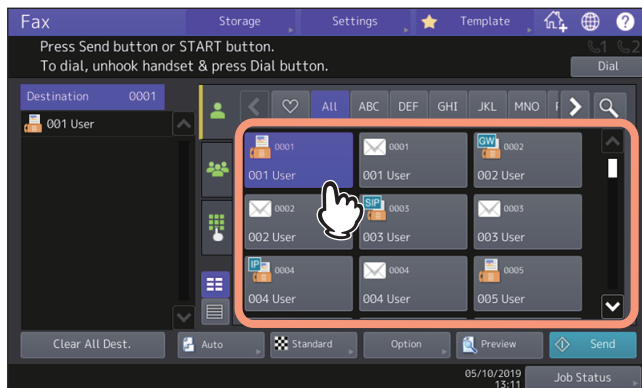 Fax
Storage
Settings
Template
?
Press Send button or START button.
To dial, unhook handset & press Dial button.
1
2
Dial
Destination 0001
001 User
All
ABC
DEF
GHI
JKL
MNO
0001
001 User
0001
001 User
GW
0002
002 User
0002
002 User
SIP
0003
003 User
0003
003 User
IP
0004
004 User
0004
004 User
0005
005 User
Clear All Dest.
Auto
Standard
Option
Preview
Send
05/10/2019
13:11
Job Status